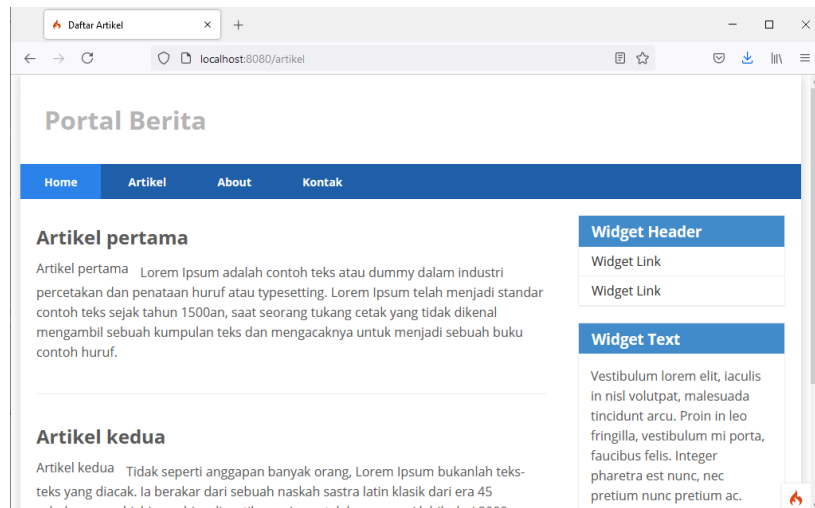 Daftar Artikel
localhost:8080/artikel
Portal Berita
Home Artikel About Kontak
Artikel pertama
Artikel pertama Lorem Ipsum adalah contoh teks atau dummy dalam industri
percetakan dan penataan huruf atau typesetting. Lorem Ipsum telah menjadi standar
contoh teks sejak tahun 1500an, saat seorang tukang cetak yang tidak dikenal
mengambil sebuah kumpulan teks dan mengacaknya untuk menjadi sebuah buku
contoh huruf.
Artikel kedua
Artikel kedua Tidak seperti anggapan banyak orang, Lorem Ipsum bukanlah teks-
teks yang diacak. Ia berakar dari sebuah naskah sastra latin klasik dari era 45
Widget Header
Widget Link
Widget Link
Widget Text
Vestibulum lorem elit, iaculis
in nisl volutpat, malesuada
tincidunt arcu. Proin in leo
fringilla, vestibulum mi porta,
faucibus felis. Integer
pharetra est nunc, nec
pretium nunc pretium ac.